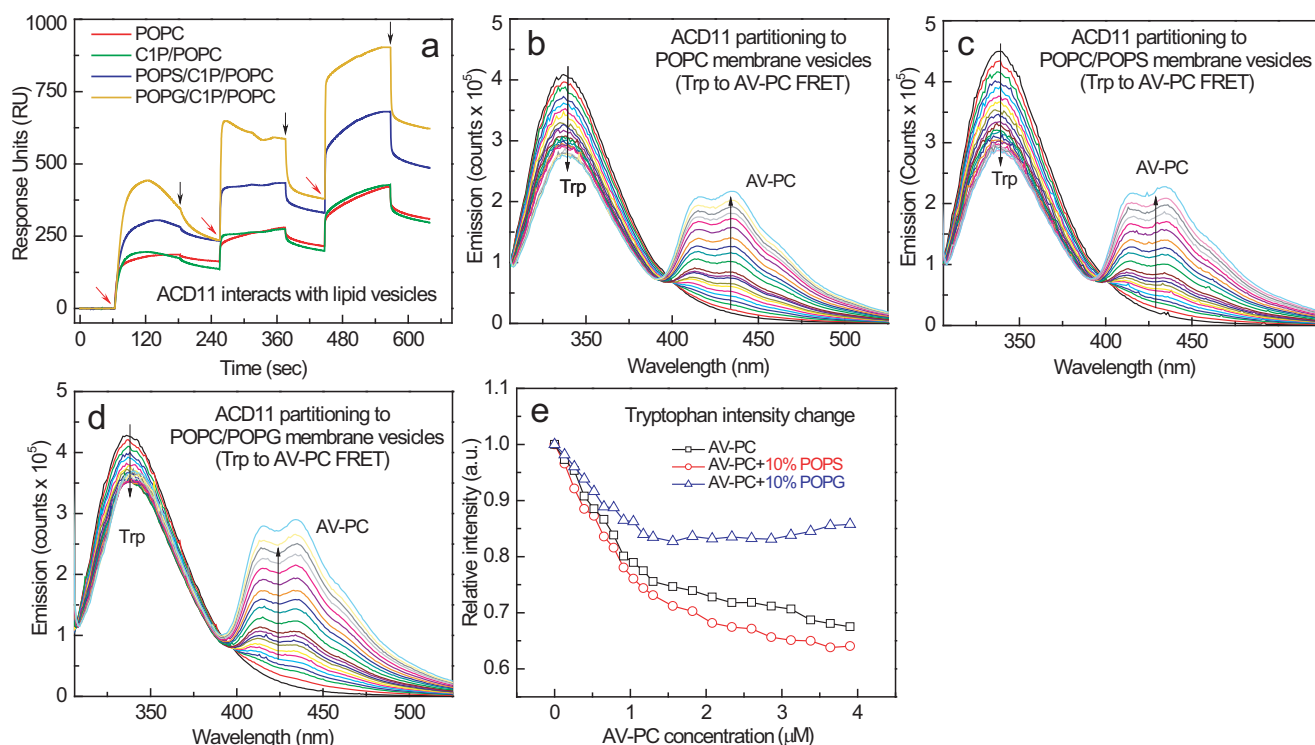 a
POPC
C1P/POPC
POPS/C1P/POPC
POPG/C1P/POPC
1000
750
500
250
0
Response Units (RU)
ACD11 interacts with lipid vesicles
0 120 240 360 480 600
Time (sec)
b
ACD11 partitioning to
POPC membrane vesicles
(Trp to AV-PC FRET)
5
4
3
2
1
0
Emission (counts x 10⁵)
Trp
AV-PC
350 400 450 500
Wavelength (nm)
c
ACD11 partitioning to
POPC/POPS membrane vesicles
(Trp to AV-PC FRET)
5
4
3
2
1
0
Emission (Counts x 10⁵)
Trp
AV-PC
350 400 450 500
Wavelength (nm)
d
ACD11 partitioning to
POPC/POPG membrane vesicles
(Trp to AV-PC FRET)
5
4
3
2
1
0
Emission (counts x 10⁵)
Trp
AV-PC
350 400 450 500
Wavelength (nm)
e
Tryptophan intensity change
AV-PC
AV-PC+10% POPS
AV-PC+10% POPG
1.1
1.0
0.9
0.8
0.7
0.6
Relative intensity (a.u.)
0 1 2 3 4
AV-PC concentration (μM)